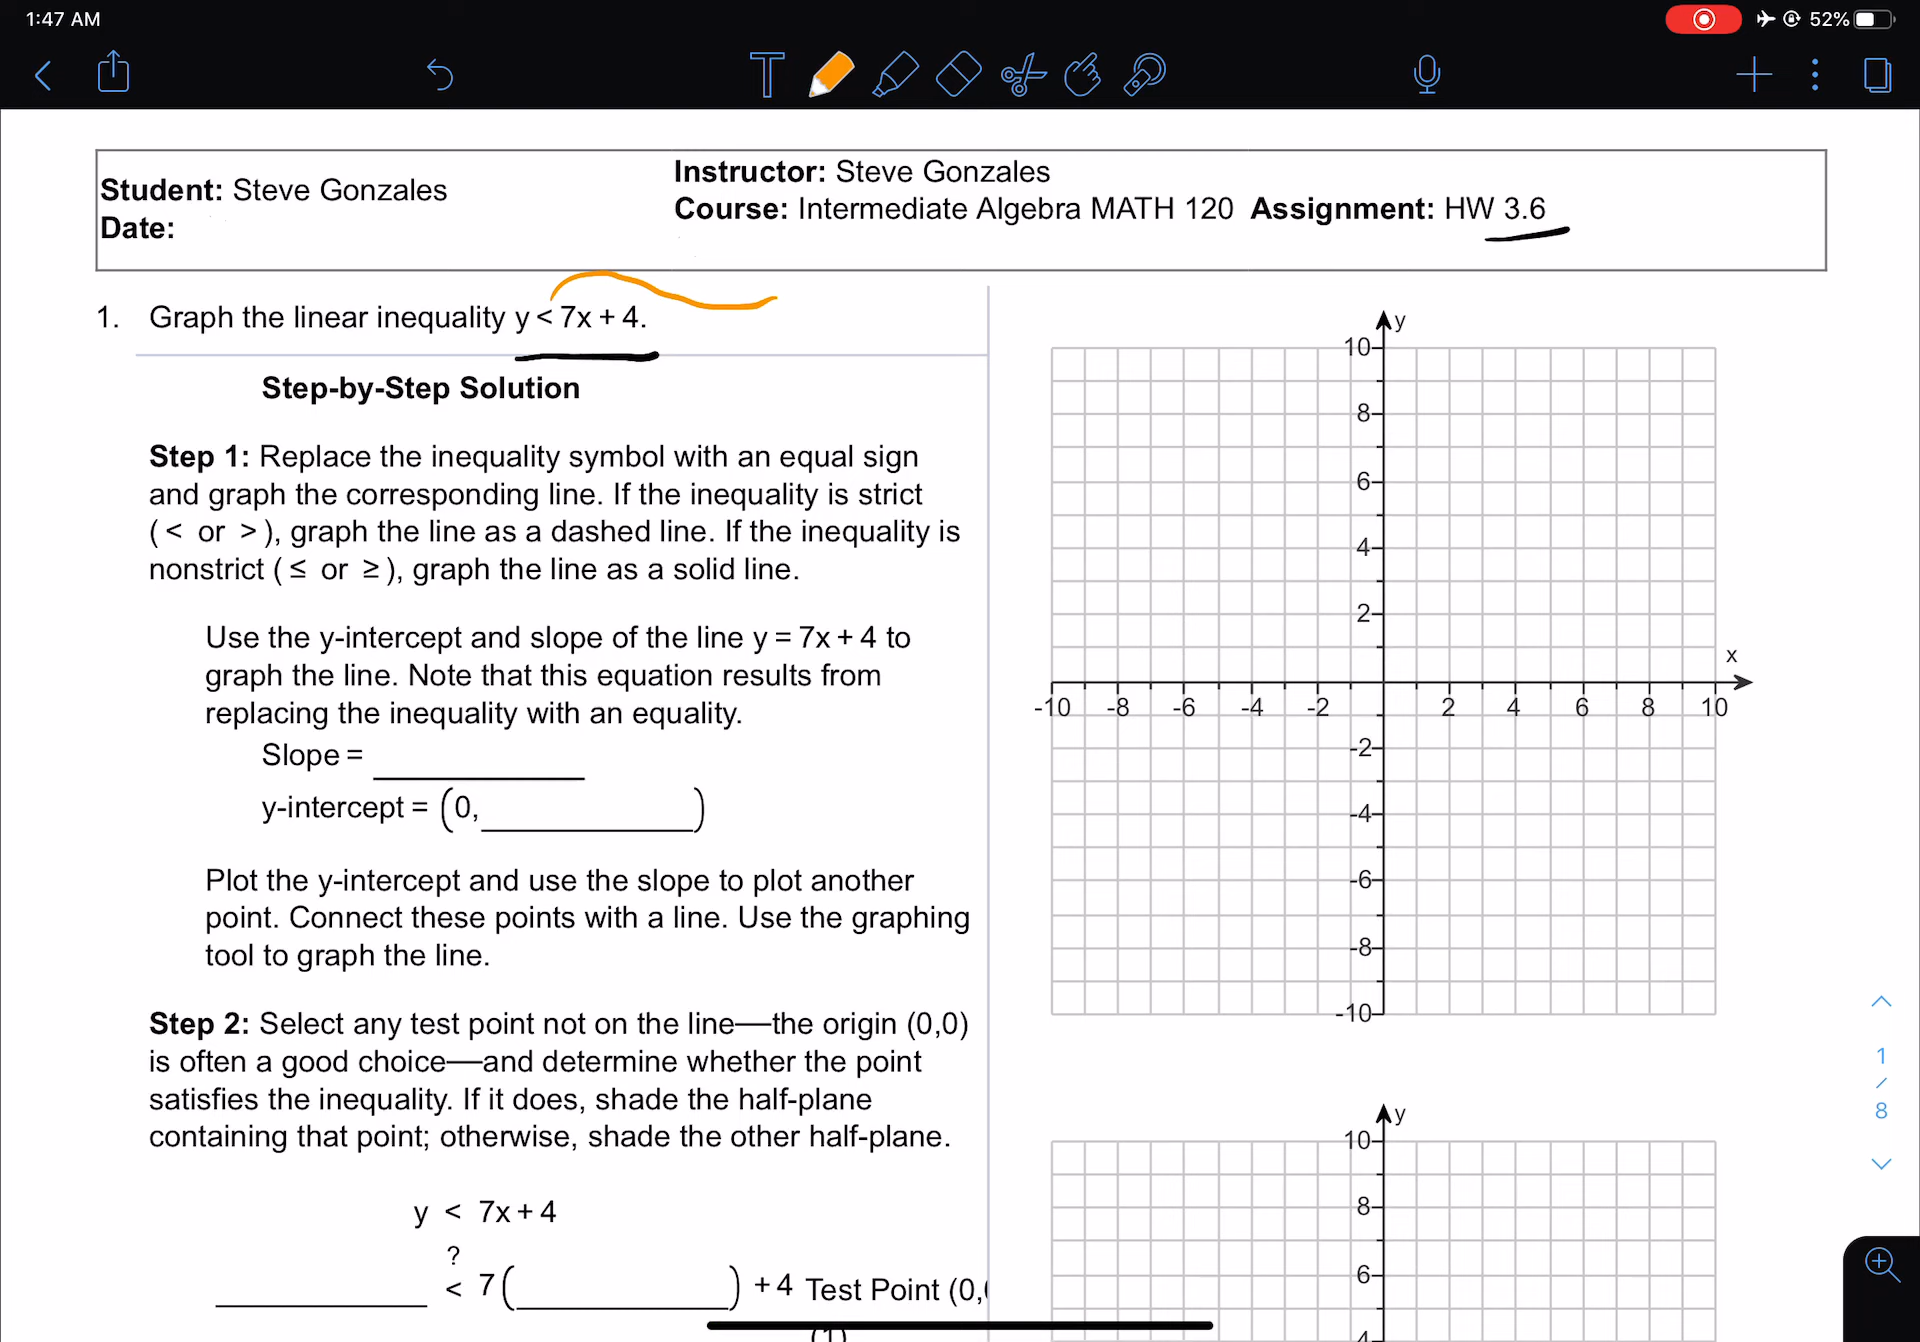 1:47 AM
52%
Student: Steve Gonzales
Date:
Instructor: Steve Gonzales
Course: Intermediate Algebra MATH 120 Assignment: HW 3.6
1. Graph the linear inequality y < 7x + 4.
Step-by-Step Solution
Step 1: Replace the inequality symbol with an equal sign
and graph the corresponding line. If the inequality is strict
( < or > ), graph the line as a dashed line. If the inequality is
nonstrict ( ≤ or ≥ ), graph the line as a solid line.
Use the y-intercept and slope of the line y = 7x + 4 to
graph the line. Note that this equation results from
replacing the inequality with an equality.
Slope =
y-intercept = (0, )
Plot the y-intercept and use the slope to plot another
point. Connect these points with a line. Use the graphing
tool to graph the line.
Step 2: Select any test point not on the line—the origin (0,0)
is often a good choice—and determine whether the point
satisfies the inequality. If it does, shade the half-plane
containing that point; otherwise, shade the other half-plane.
y < 7x + 4
?
< 7( ) + 4 Test Point (0,
y
10
8
6
4
2
x
-10 -8 -6 -4 -2 2 4 6 8 10
-2
-4
-6
-8
-10
y
10
8
6
4
1
/
8